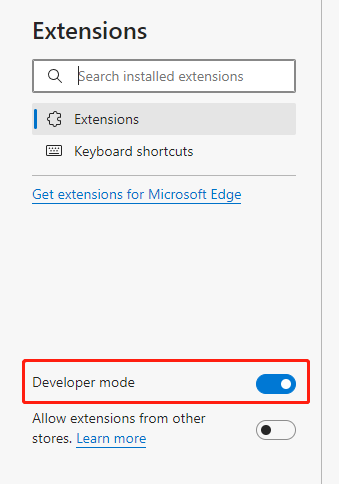 Extensions
Search installed extensions
Extensions
Keyboard shortcuts
Get extensions for Microsoft Edge
Developer mode
Allow extensions from other
stores. Learn more